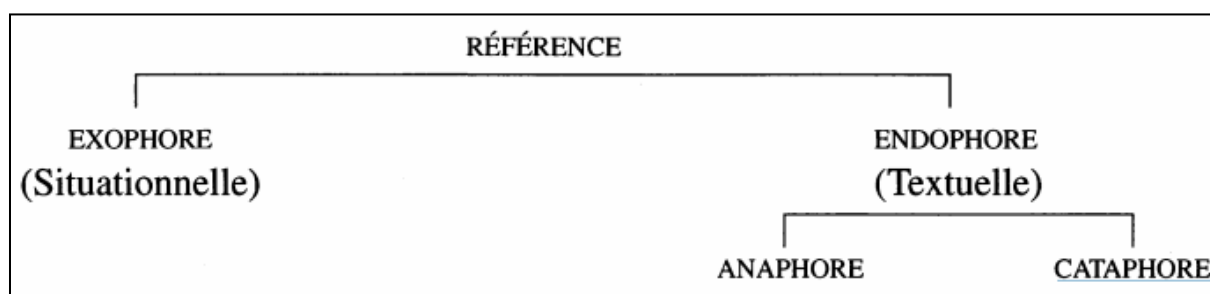 RÉFÉRENCE
EXOPHORE ENDOPHORE
(Situationnelle) (Textuelle)
ANAPHORE CATAPHORE